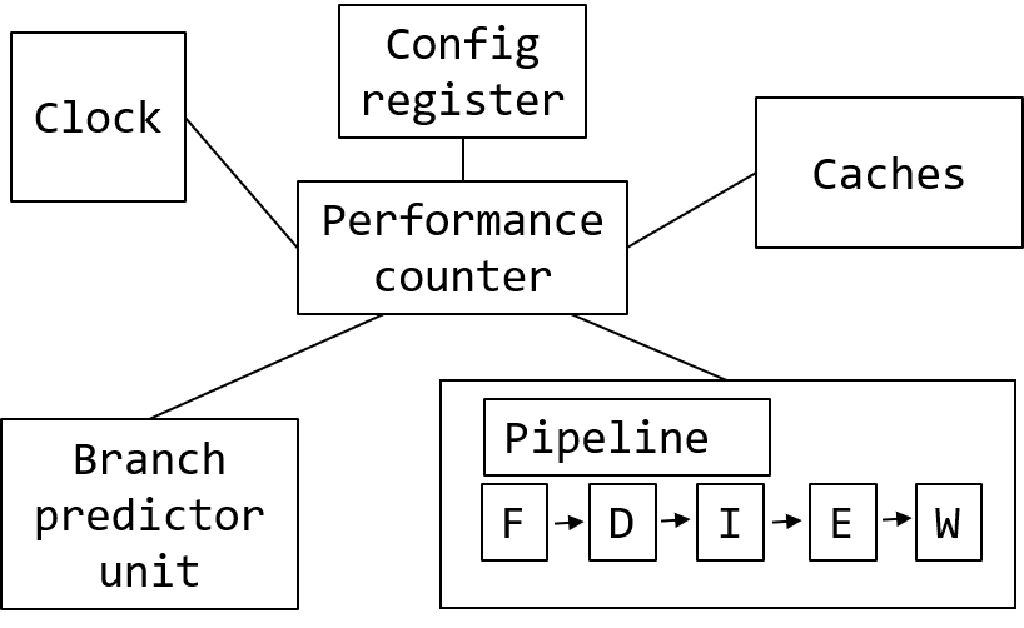 Clock
Config
register
Caches
Performance
counter
Branch
predictor
unit
Pipeline
F D I E W